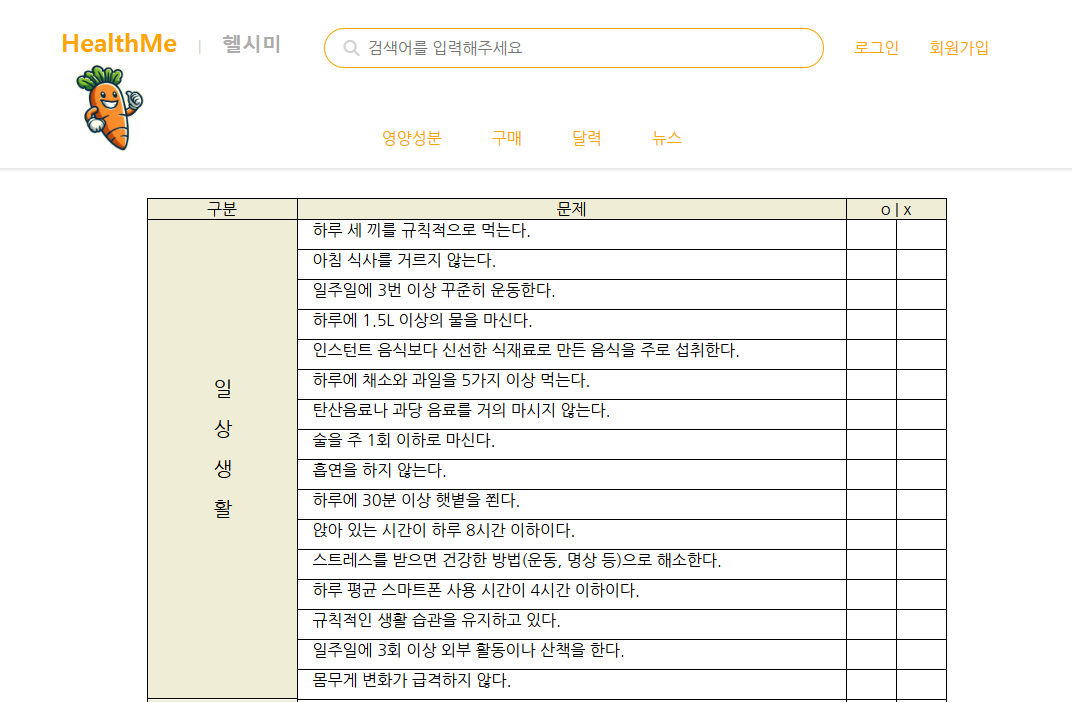 HealthMe | 헬시미
검색어를 입력해주세요
로그인 회원가입
영양성분 구매 달력 뉴스
구분 문제 o | x
일
상
생
활
하루 세 끼를 규칙적으로 먹는다.
아침 식사를 거르지 않는다.
일주일에 3번 이상 꾸준히 운동한다.
하루에 1.5L 이상의 물을 마신다.
인스턴트 음식보다 신선한 식재료로 만든 음식을 주로 섭취한다.
하루에 채소와 과일을 5가지 이상 먹는다.
탄산음료나 과당 음료를 거의 마시지 않는다.
술을 주 1회 이하로 마신다.
흡연을 하지 않는다.
하루에 30분 이상 햇볕을 쬔다.
앉아 있는 시간이 하루 8시간 이하이다.
스트레스를 받으면 건강한 방법(운동, 명상 등)으로 해소한다.
하루 평균 스마트폰 사용 시간이 4시간 이하이다.
규칙적인 생활 습관을 유지하고 있다.
일주일에 3회 이상 외부 활동이나 산책을 한다.
몸무게 변화가 급격하지 않다.